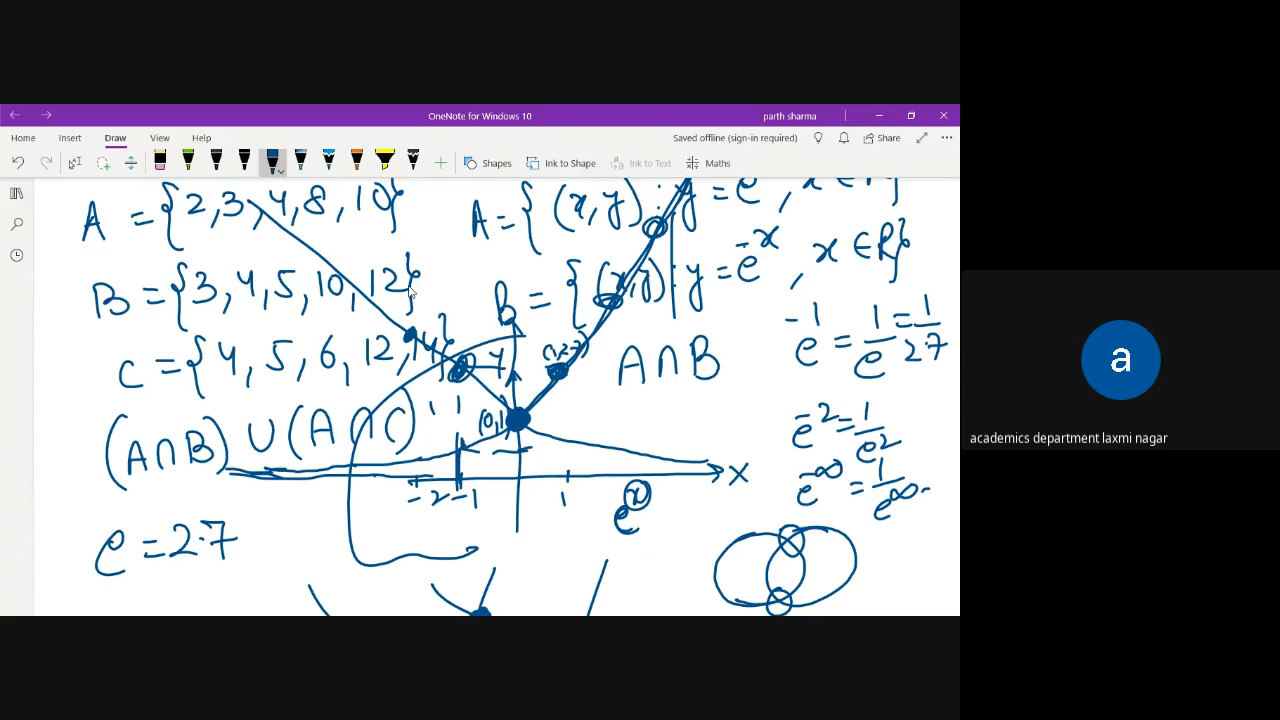 OneNote for Windows 10
parth sharma
Home Insert Draw View Help
Saved offline (sign-in required) Share
Shapes Ink to Shape Ink to Text Maths
A = {2,3,4,8,10}
B = {3,4,5,10,12}
C = {4,5,6,12,14}
(A∩B) ∪ (A∩C)
e = 2.7
A = {(x,y) : y = e , x ∈ R}
B = {(x,y) : y = e^-x , x ∈ R}
A∩B
e^-1 = 1/e = 1/2.7
e^-2 = 1/e^2
e^-∞ = 1/e^∞
Y
(0,1)
-2 -1 1 X
e^x
a
academics department laxmi nagar